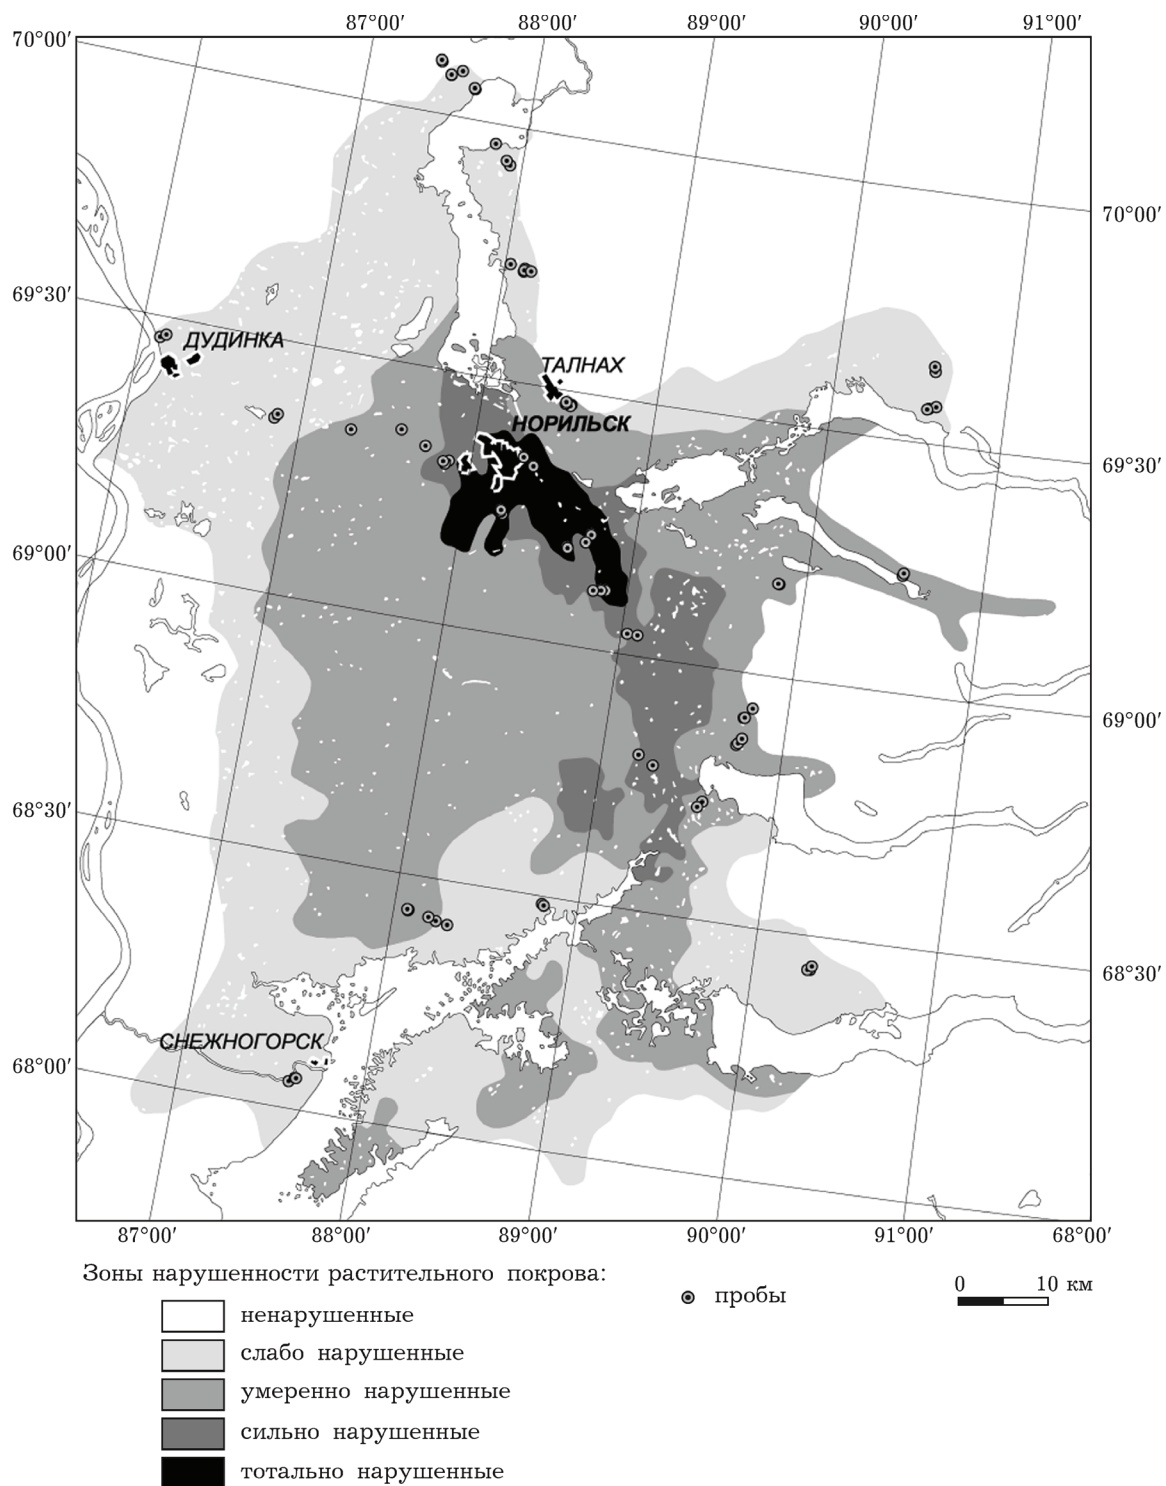 87°00′ 88°00′ 89°00′ 90°00′ 91°00′
70°00′
70°00′
69°30′
ДУДИНКА
ТАЛНАХ
НОРИЛЬСК
69°30′
69°00′
69°00′
68°30′
68°30′
СНЕЖНОГОРСК
68°00′
87°00′ 88°00′ 89°00′ 90°00′ 91°00′ 68°00′
Зоны нарушенности растительного покрова:
0 10 км
пробы
ненарушенные
слабо нарушенные
умеренно нарушенные
сильно нарушенные
тотально нарушенные